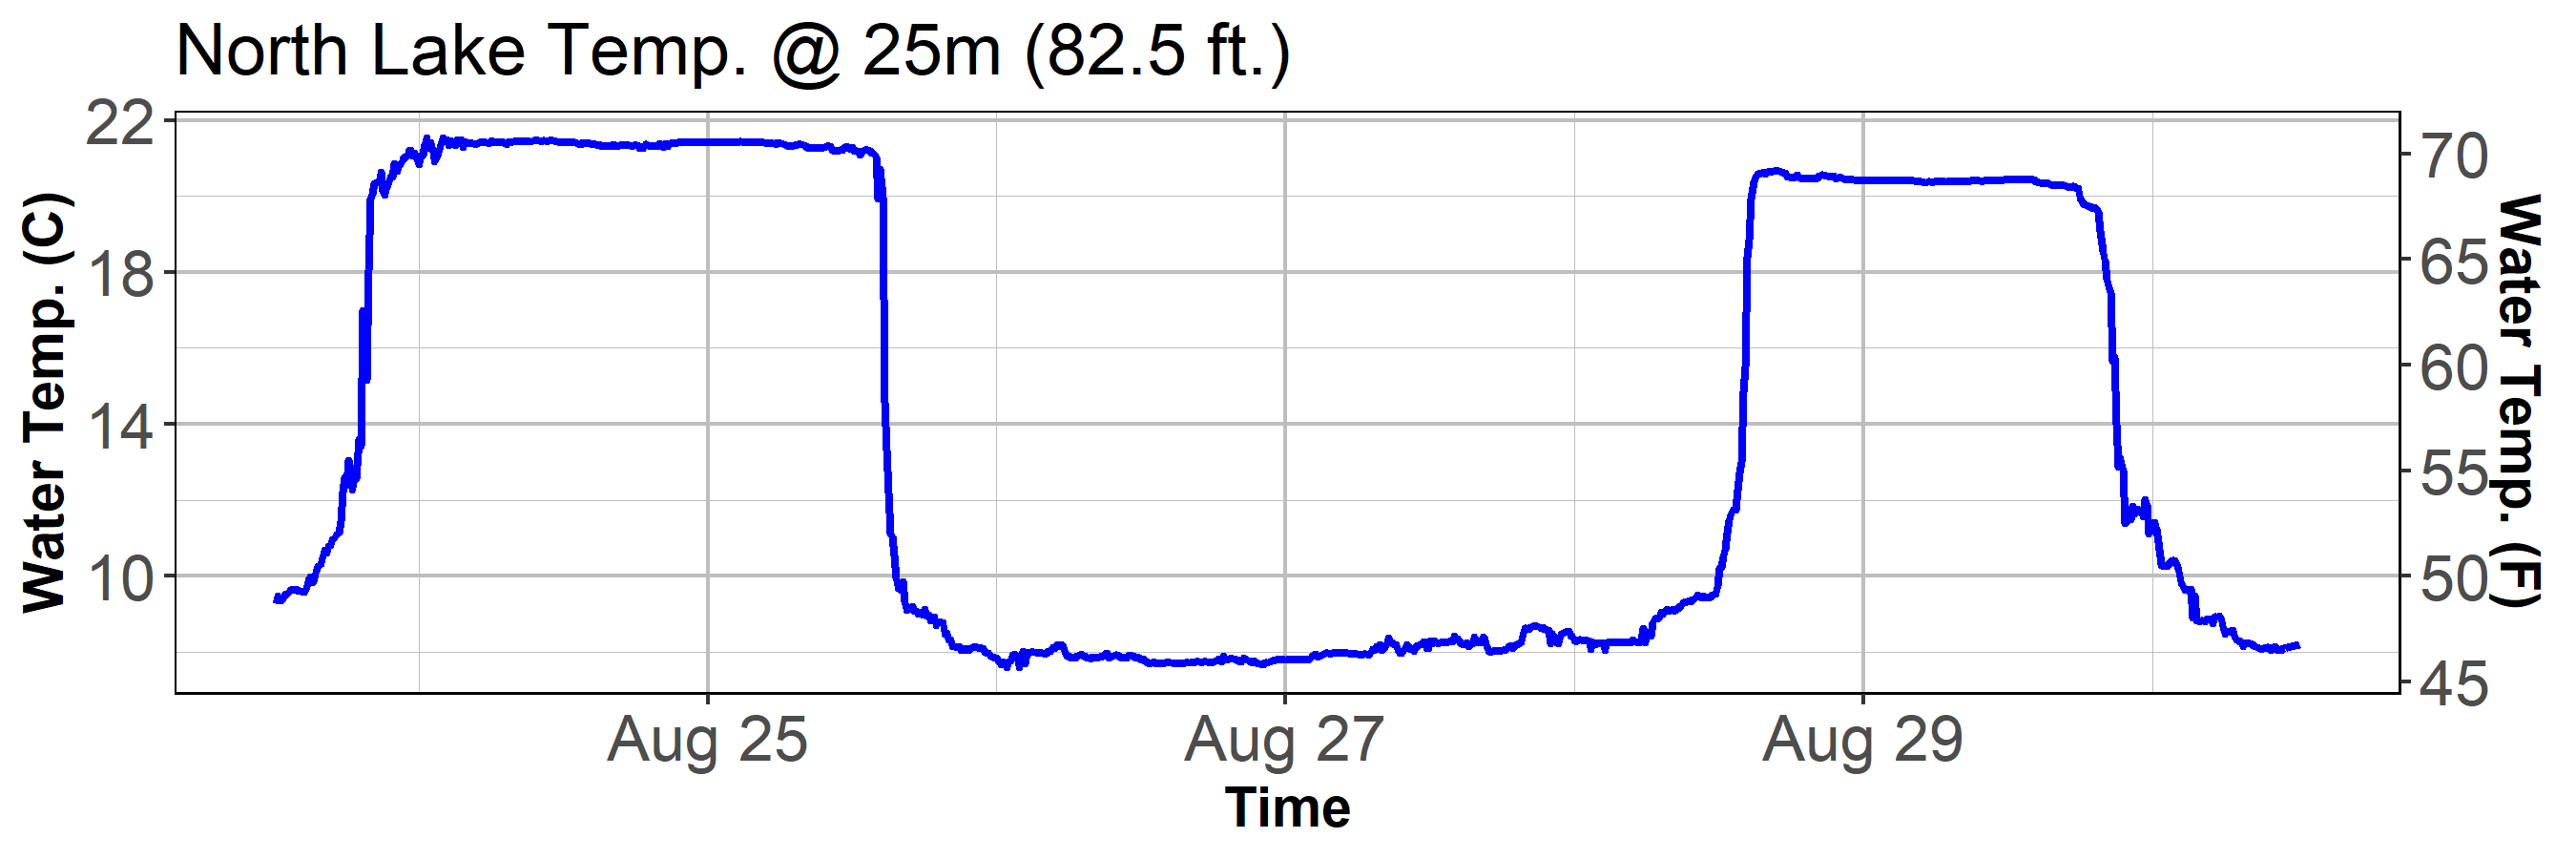 North Lake Temp. @ 25m (82.5 ft.)
Water Temp. (C)
22
18
14
10
70
65
60
55
50
45
Water Temp. (F)
Aug 25
Aug 27
Aug 29
Time